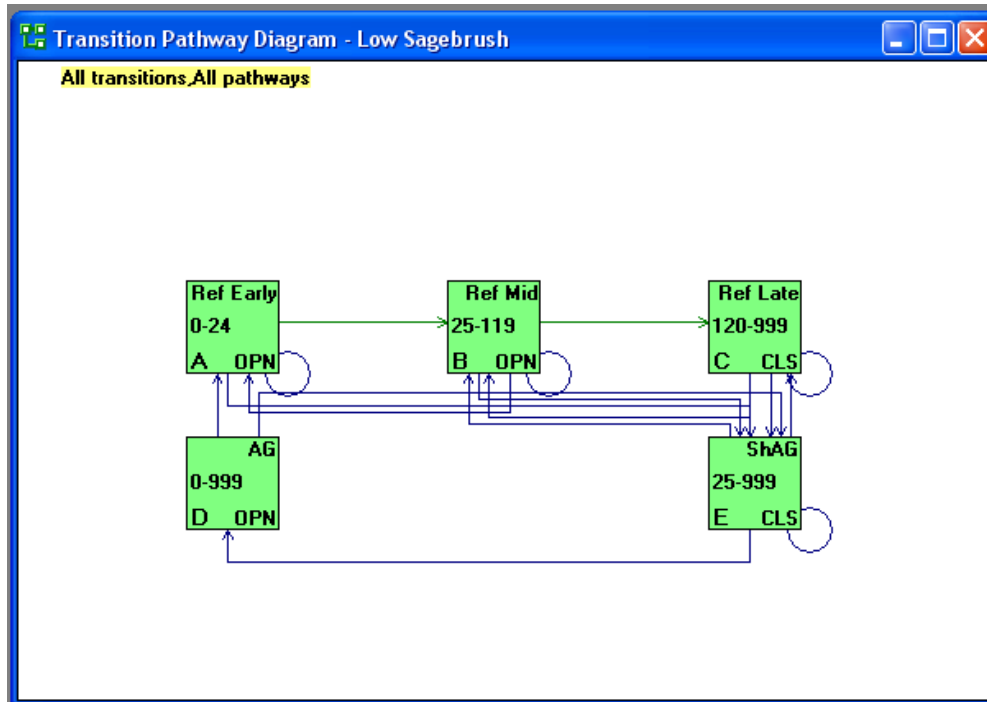 Transition Pathway Diagram - Low Sagebrush
All transitions,All pathways
Ref Early
0-24
A OPN
Ref Mid
25-119
B OPN
Ref Late
120-999
C CLS
AG
0-999
D OPN
ShAG
25-999
E CLS